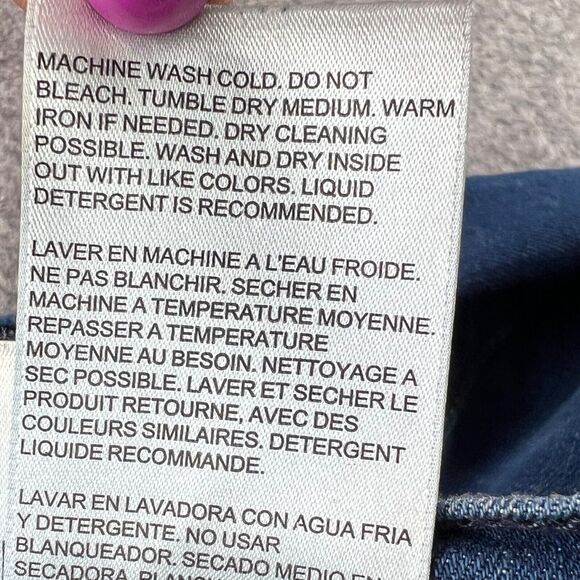 MACHINE WASH COLD. DO NOT
BLEACH. TUMBLE DRY MEDIUM. WARM
IRON IF NEEDED. DRY CLEANING
POSSIBLE. WASH AND DRY INSIDE
OUT WITH LIKE COLORS. LIQUID
DETERGENT IS RECOMMENDED.
LAVER EN MACHINE A L'EAU FROIDE.
NE PAS BLANCHIR. SECHER EN
MACHINE A TEMPERATURE MOYENNE.
REPASSER A TEMPERATURE
MOYENNE AU BESOIN. NETTOYAGE A
SEC POSSIBLE. LAVER ET SECHER LE
PRODUIT RETOURNE, AVEC DES
COULEURS SIMILAIRES. DETERGENT
LIQUIDE RECOMMANDE.
LAVAR EN LAVADORA CON AGUA FRIA
Y DETERGENTE. NO USAR
BLANQUEADOR. SECADO MEDIO EN
SECADORA.